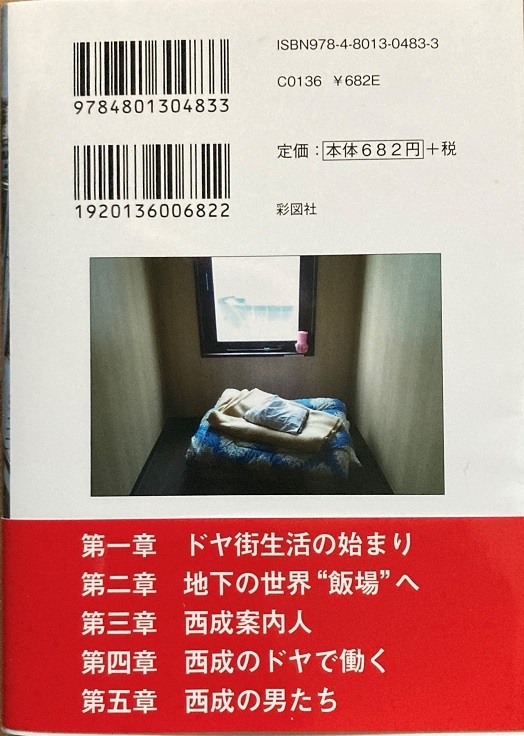 ISBN978-4-8013-0483-3
C0136 ￥682E
9784801304833
定価：本体６８２円＋税
1920136006822
彩図社
第一章　ドヤ街生活の始まり
第二章　地下の世界“飯場”へ
第三章　西成案内人
第四章　西成のドヤで働く
第五章　西成の男たち